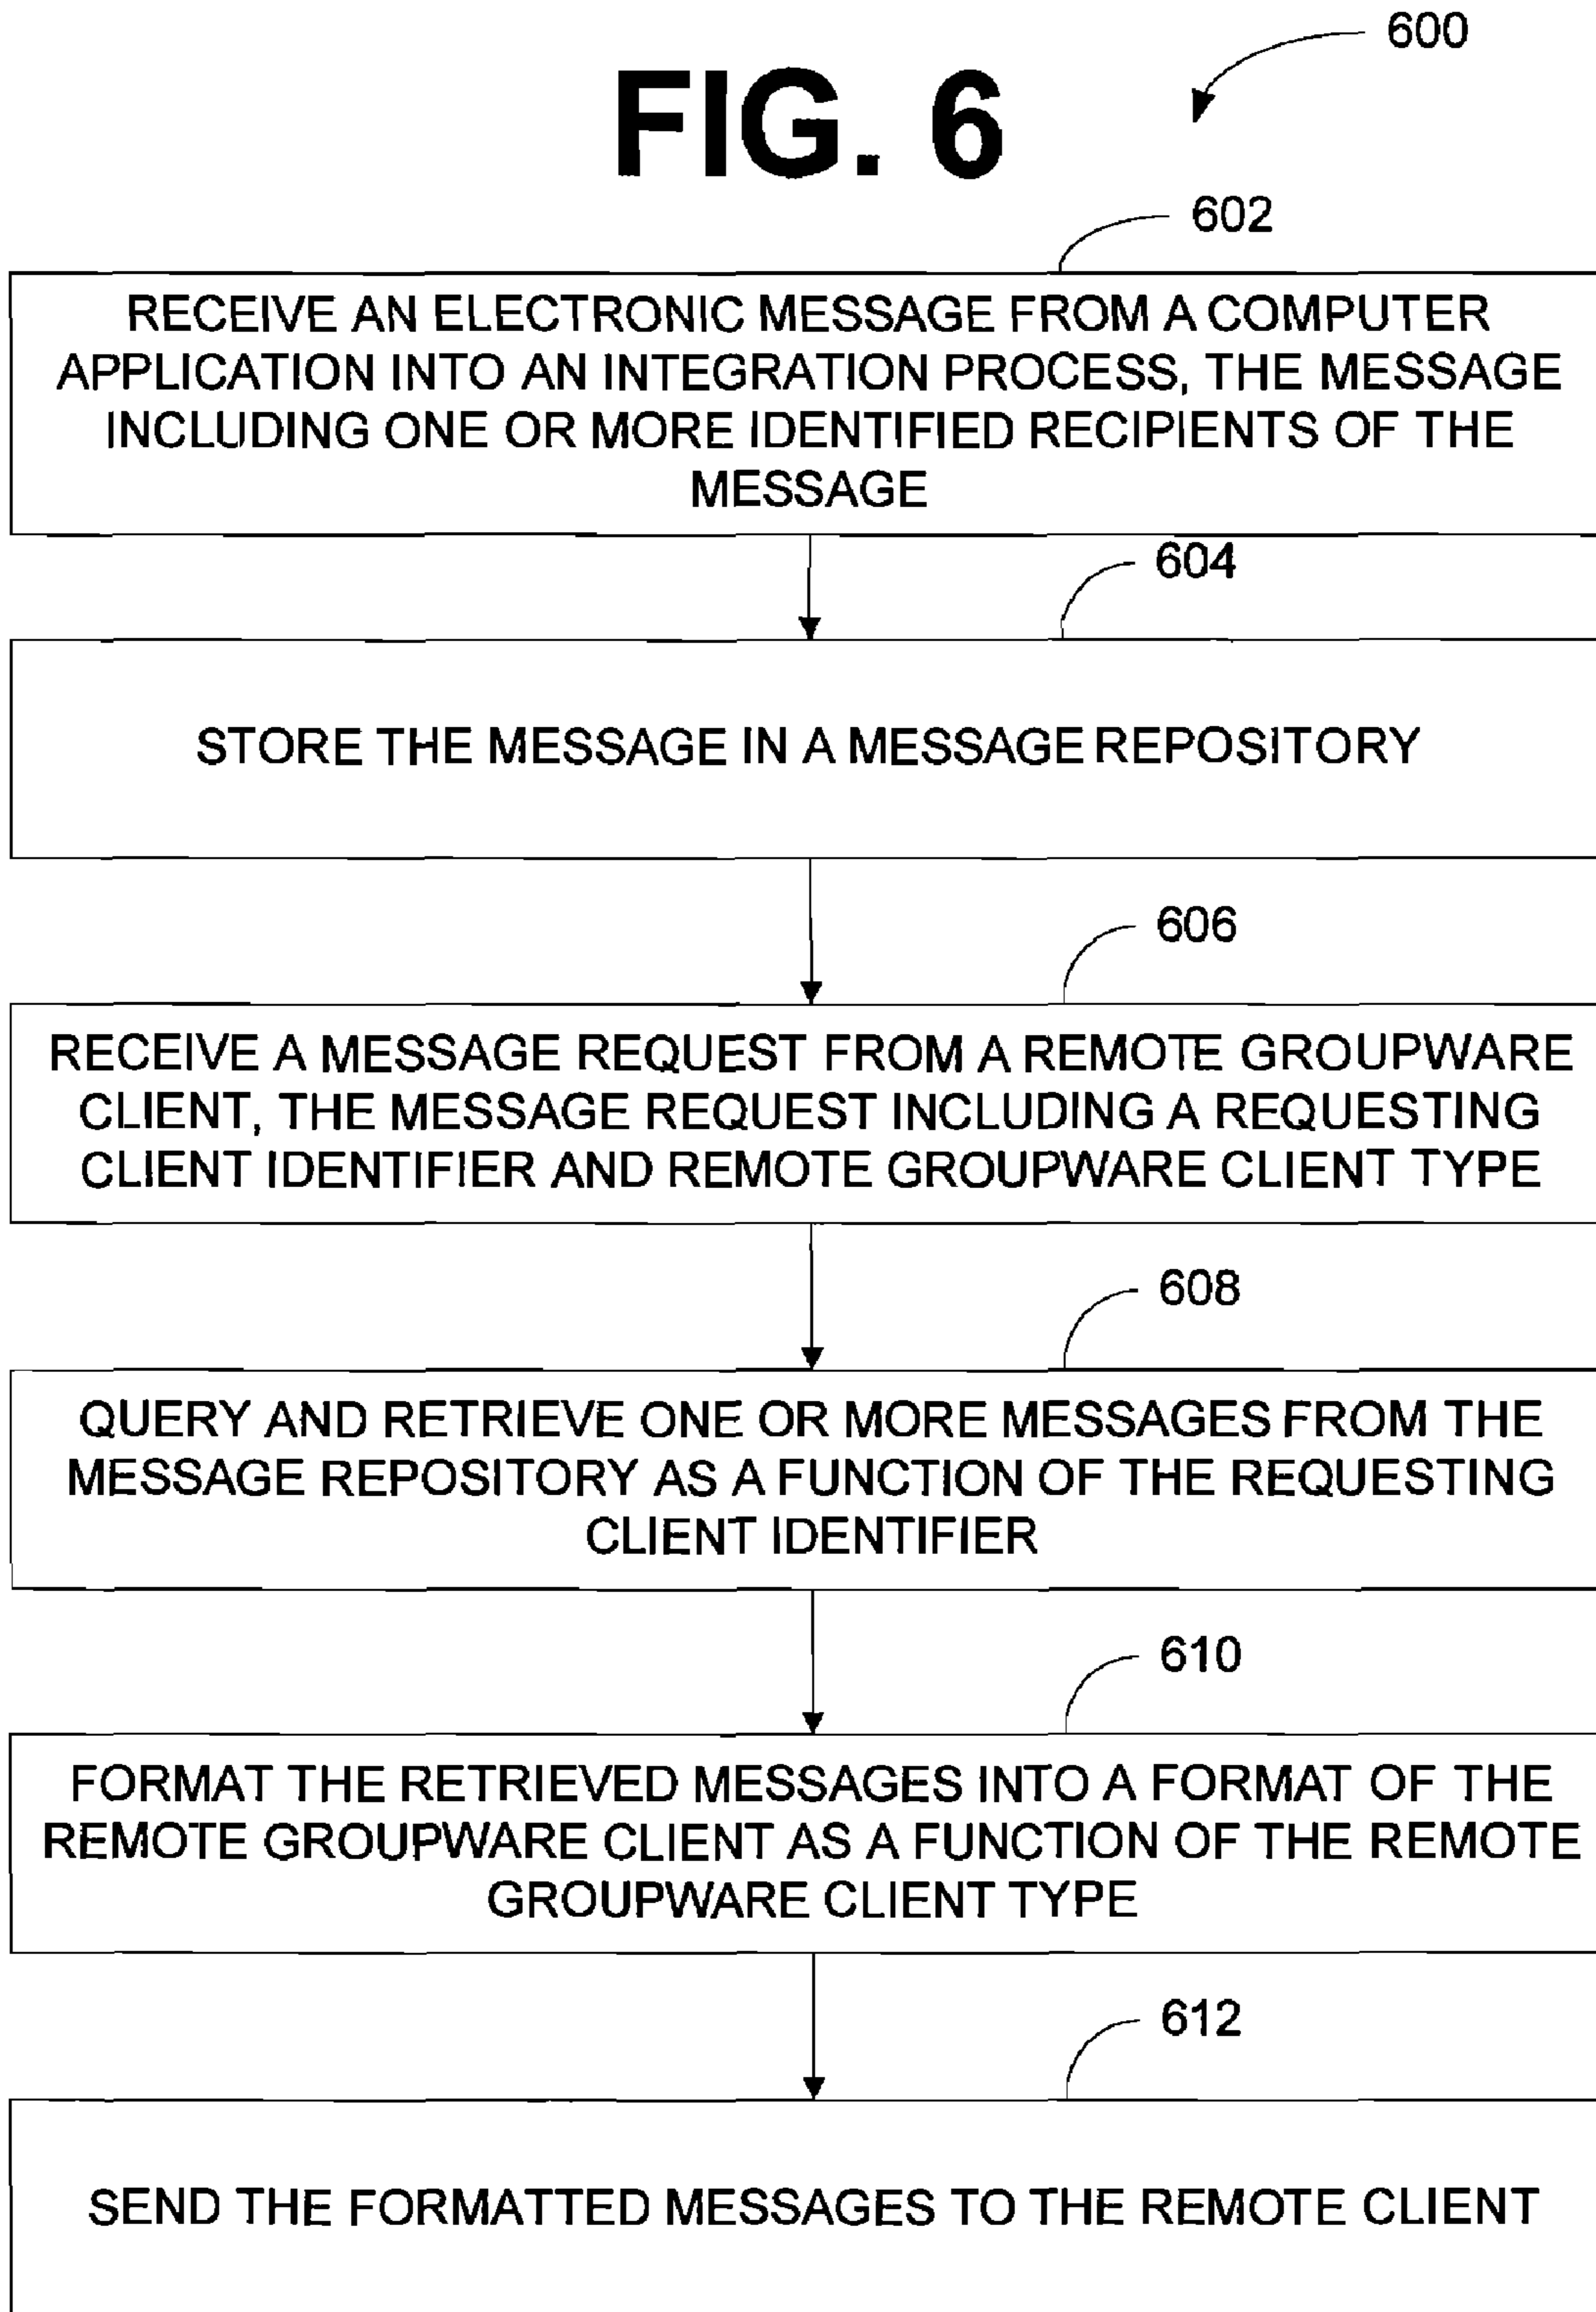 600
FIG. 6
602
RECEIVE AN ELECTRONIC MESSAGE FROM A COMPUTER
APPLICATION INTO AN INTEGRATION PROCESS, THE MESSAGE
INCLUDING ONE OR MORE IDENTIFIED RECIPIENTS OF THE
MESSAGE
604
STORE THE MESSAGE IN A MESSAGE REPOSITORY
606
RECEIVE A MESSAGE REQUEST FROM A REMOTE GROUPWARE
CLIENT, THE MESSAGE REQUEST INCLUDING A REQUESTING
CLIENT IDENTIFIER AND REMOTE GROUPWARE CLIENT TYPE
608
QUERY AND RETRIEVE ONE OR MORE MESSAGES FROM THE
MESSAGE REPOSITORY AS A FUNCTION OF THE REQUESTING
CLIENT IDENTIFIER
610
FORMAT THE RETRIEVED MESSAGES INTO A FORMAT OF THE
REMOTE GROUPWARE CLIENT AS A FUNCTION OF THE REMOTE
GROUPWARE CLIENT TYPE
612
SEND THE FORMATTED MESSAGES TO THE REMOTE CLIENT